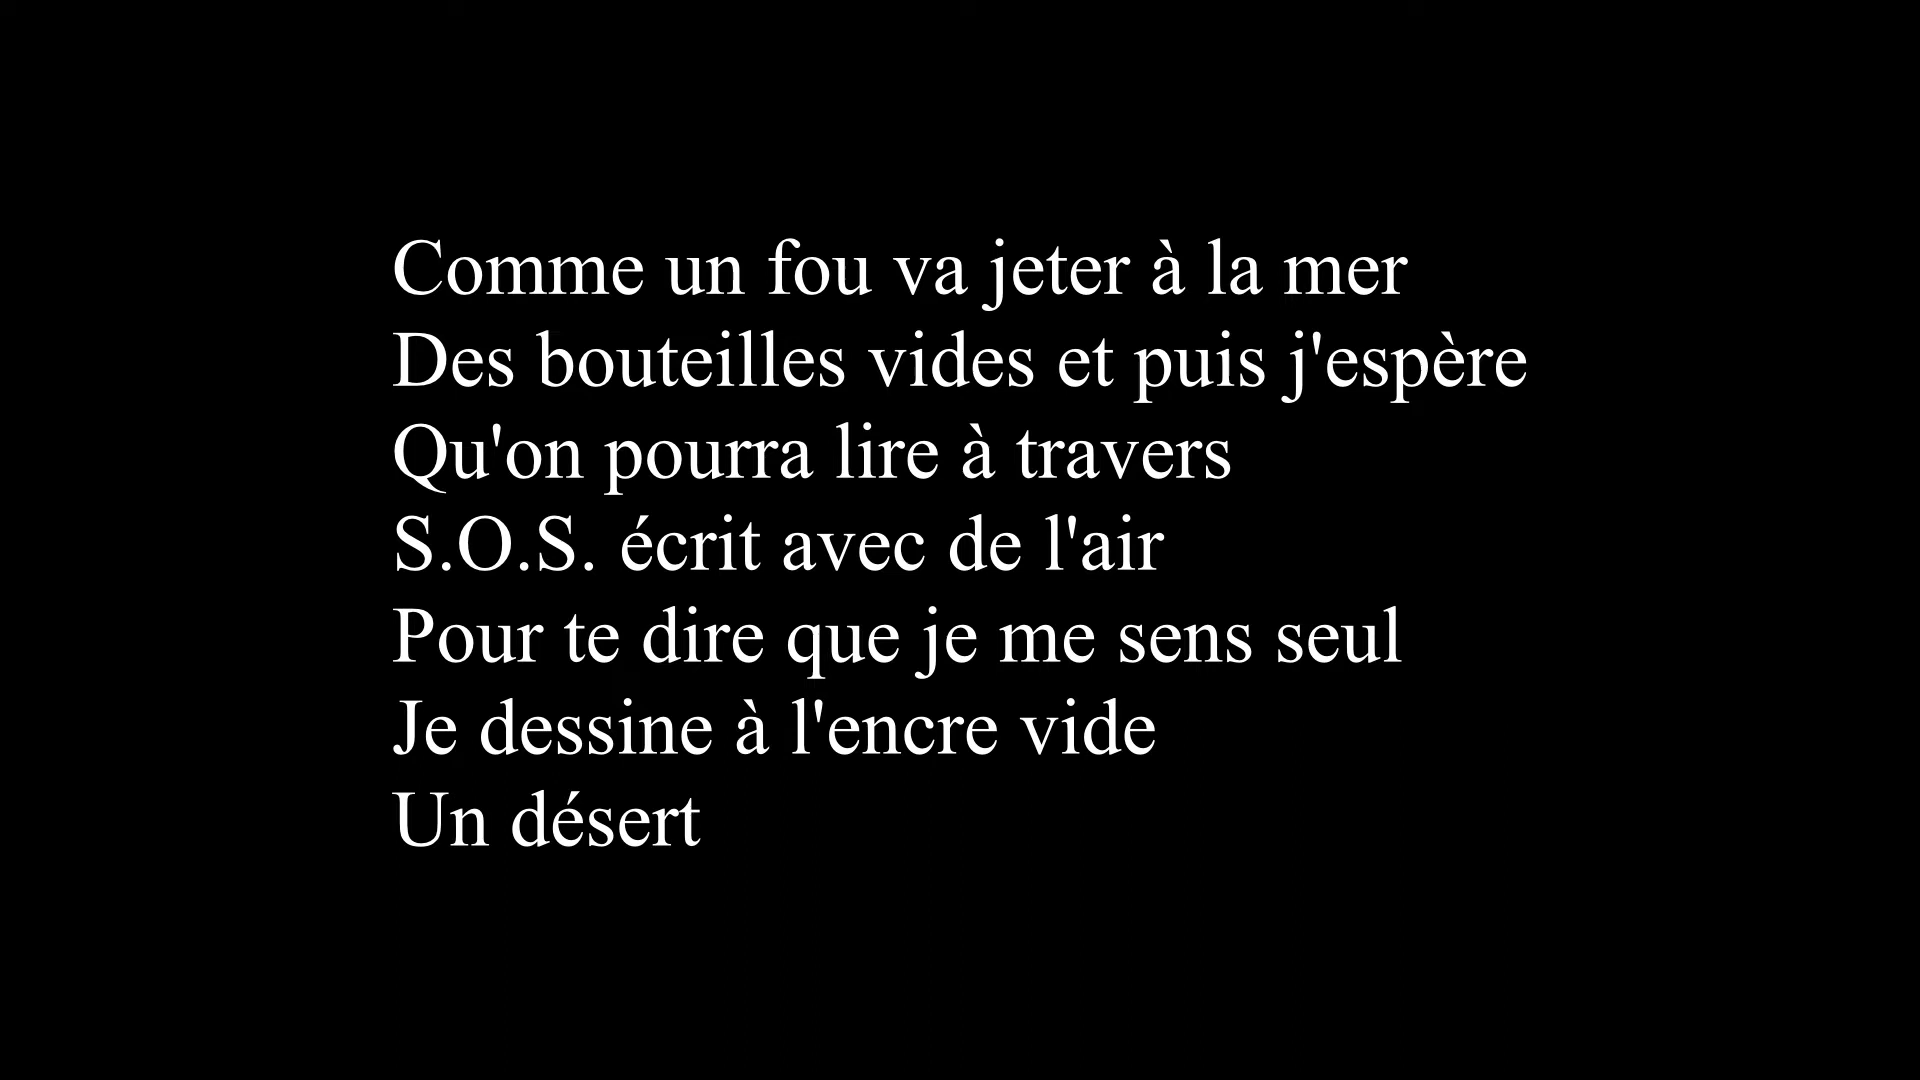 Comme un fou va jeter à la mer
Des bouteilles vides et puis j'espère
Qu'on pourra lire à travers
S.O.S. écrit avec de l'air
Pour te dire que je me sens seul
Je dessine à l'encre vide
Un désert